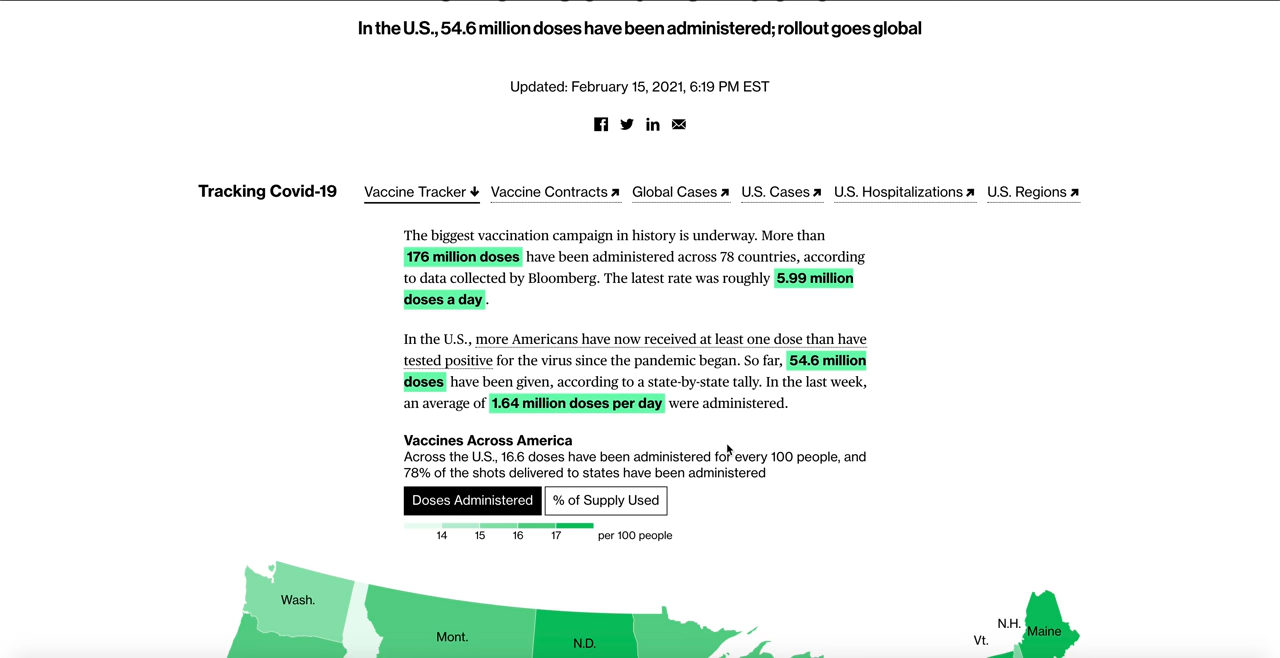 In the U.S., 54.6 million doses have been administered; rollout goes global
Updated: February 15, 2021, 6:19 PM EST
Tracking Covid-19 Vaccine Tracker Vaccine Contracts Global Cases U.S. Cases U.S. Hospitalizations U.S. Regions
The biggest vaccination campaign in history is underway. More than
176 million doses have been administered across 78 countries, according
to data collected by Bloomberg. The latest rate was roughly 5.99 million
doses a day.
In the U.S., more Americans have now received at least one dose than have
tested positive for the virus since the pandemic began. So far, 54.6 million
doses have been given, according to a state-by-state tally. In the last week,
an average of 1.64 million doses per day were administered.
Vaccines Across America
Across the U.S., 16.6 doses have been administered for every 100 people, and
78% of the shots delivered to states have been administered
Doses Administered % of Supply Used
14 15 16 17 per 100 people
Wash.
Mont.
N.D.
N.H.
Maine
Vt.